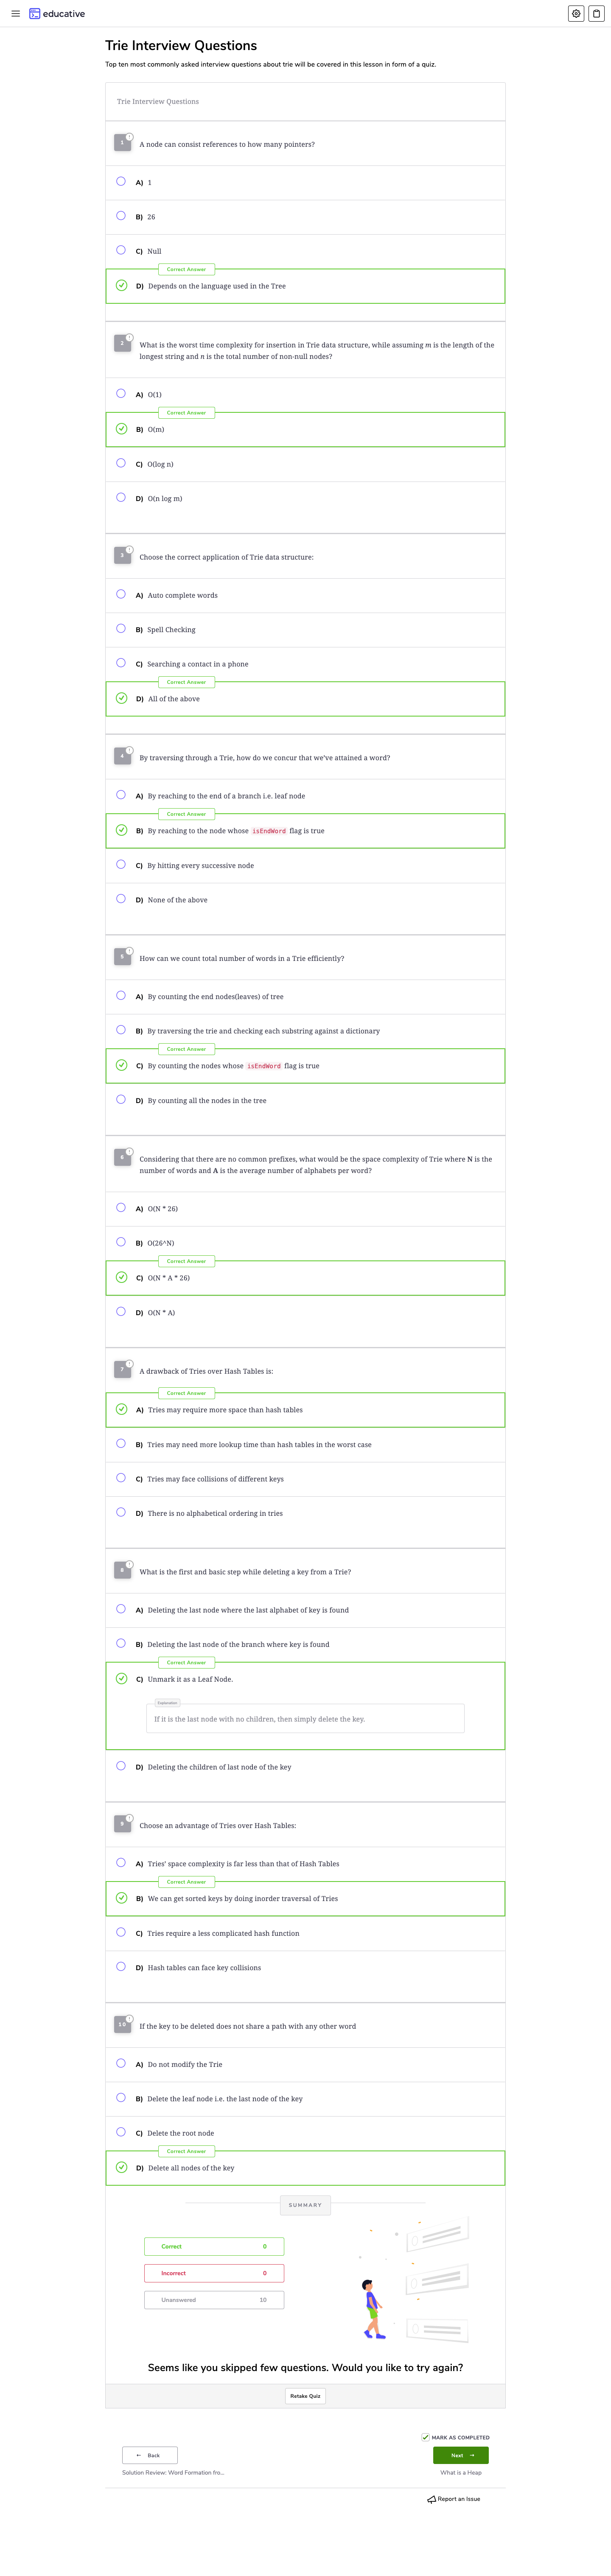 educative
Trie Interview Questions
Top ten most commonly asked interview questions about trie will be covered in this lesson in form of a quiz.
Trie Interview Questions
1
A node can consist references to how many pointers?
A) 1
B) 26
C) Null
Correct Answer
D) Depends on the language used in the Tree
2
What is the worst time complexity for insertion in Trie data structure, while assuming m is the length of the
longest string and n is the total number of non-null nodes?
A) O(1)
Correct Answer
B) O(m)
C) O(log n)
D) O(n log m)
3
Choose the correct application of Trie data structure:
A) Auto complete words
B) Spell Checking
C) Searching a contact in a phone
Correct Answer
D) All of the above
4
By traversing through a Trie, how do we concur that we've attained a word?
A) By reaching to the end of a branch i.e. leaf node
Correct Answer
B) By reaching to the node whose isEndWord flag is true
C) By hitting every successive node
D) None of the above
5
How can we count total number of words in a Trie efficiently?
A) By counting the end nodes(leaves) of tree
B) By traversing the trie and checking each substring against a dictionary
Correct Answer
C) By counting the nodes whose isEndWord flag is true
D) By counting all the nodes in the tree
6
Considering that there are no common prefixes, what would be the space complexity of Trie where N is the
number of words and A is the average number of alphabets per word?
A) O(N * 26)
B) O(26^N)
Correct Answer
C) O(N * A * 26)
D) O(N * A)
7
A drawback of Tries over Hash Tables is:
Correct Answer
A) Tries may require more space than hash tables
B) Tries may need more lookup time than hash tables in the worst case
C) Tries may face collisions of different keys
D) There is no alphabetical ordering in tries
8
What is the first and basic step while deleting a key from a Trie?
A) Deleting the last node where the last alphabet of key is found
B) Deleting the last node of the branch where key is found
Correct Answer
C) Unmark it as a Leaf Node.
Explanation
If it is the last node with no children, then simply delete the key.
D) Deleting the children of last node of the key
9
Choose an advantage of Tries over Hash Tables:
A) Tries' space complexity is far less than that of Hash Tables
Correct Answer
B) We can get sorted keys by doing inorder traversal of Tries
C) Tries require a less complicated hash function
D) Hash tables can face key collisions
10
If the key to be deleted does not share a path with any other word
A) Do not modify the Trie
B) Delete the leaf node i.e. the last node of the key
C) Delete the root node
Correct Answer
D) Delete all nodes of the key
SUMMARY
Correct 0
Incorrect 0
Unanswered 10
Seems like you skipped few questions. Would you like to try again?
Retake Quiz
MARK AS COMPLETED
← Back
Next →
Solution Review: Word Formation fro...
What is a Heap
Report an Issue